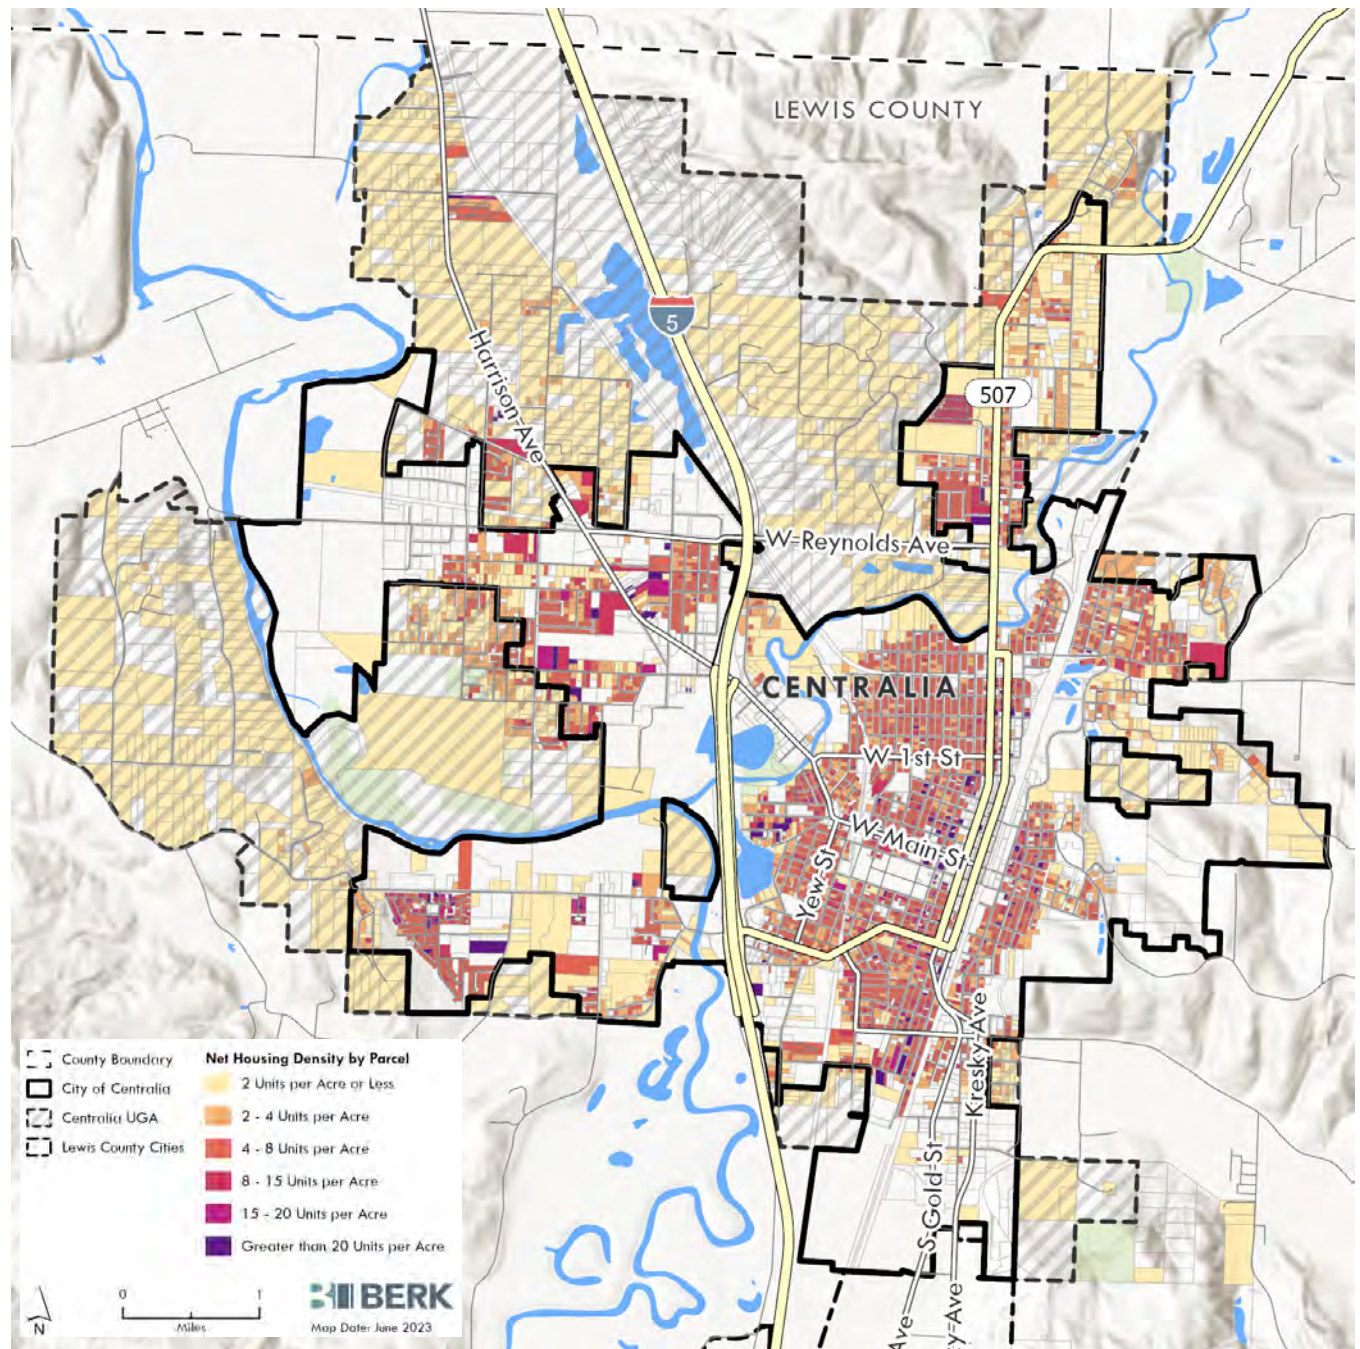 LEWIS COUNTY
5
Harrison-Ave
507
W-Reynolds-Ave
CENTRALIA
W-1st-St
W-Main-St
Yew-St
Kresky-Ave
S-Gold-St
Ave
y-Ave
County Boundary
City of Centralia
Centralia UGA
Lewis County Cities
Net Housing Density by Parcel
2 Units per Acre or Less
2 - 4 Units per Acre
4 - 8 Units per Acre
8 - 15 Units per Acre
15 - 20 Units per Acre
Greater than 20 Units per Acre
N
0 1
Miles
BERK
Map Date: June 2023